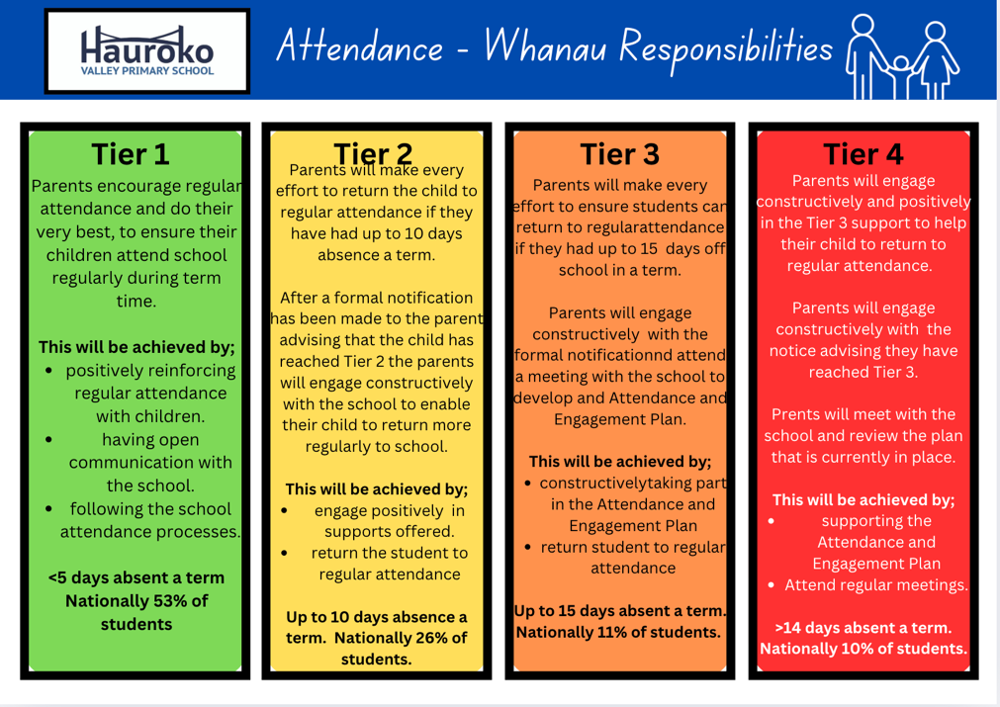 Hauroko
VALLEY PRIMARY SCHOOL
Attendance - Whanau Responsibilities
Tier 1
Parents encourage regular
attendance and do their
very best, to ensure their
children attend school
regularly during term
time.
This will be achieved by;
• positively reinforcing
regular attendance
with children.
• having open
communication with
the school.
• following the school
attendance processes.
<5 days absent a term
Nationally 53% of
students
Tier 2
Parents will make every
effort to return the child to
regular attendance if they
have had up to 10 days
absence a term.
After a formal notification
has been made to the parent
advising that the child has
reached Tier 2 the parents
will engage constructively
with the school to enable
their child to return more
regularly to school.
This will be achieved by;
• engage positively  in
supports offered.
• return the student to
regular attendance
Up to 10 days absence a
term.  Nationally 26% of
students.
Tier 3
Parents will make every
effort to ensure students can
return to regularattendance
if they had up to 15  days off
school in a term.
Parents will engage
constructively  with the
formal notificationnd attend
a meeting with the school to
develop and Attendance and
Engagement Plan.
This will be achieved by;
• constructivelytaking part
in the Attendance and
Engagement Plan
• return student to regular
attendance
Up to 15 days absent a term.
Nationally 11% of students.
Tier 4
Parents will engage
constructively and positively
in the Tier 3 support to help
their child to return to
regular attendance.
Parents will engage
constructively with  the
notice advising they have
reached Tier 3.
Prents will meet with the
school and review the plan
that is currently in place.
This will be achieved by;
• supporting the
Attendance and
Engagement Plan
• Attend regular meetings.
>14 days absent a term.
Nationally 10% of students.